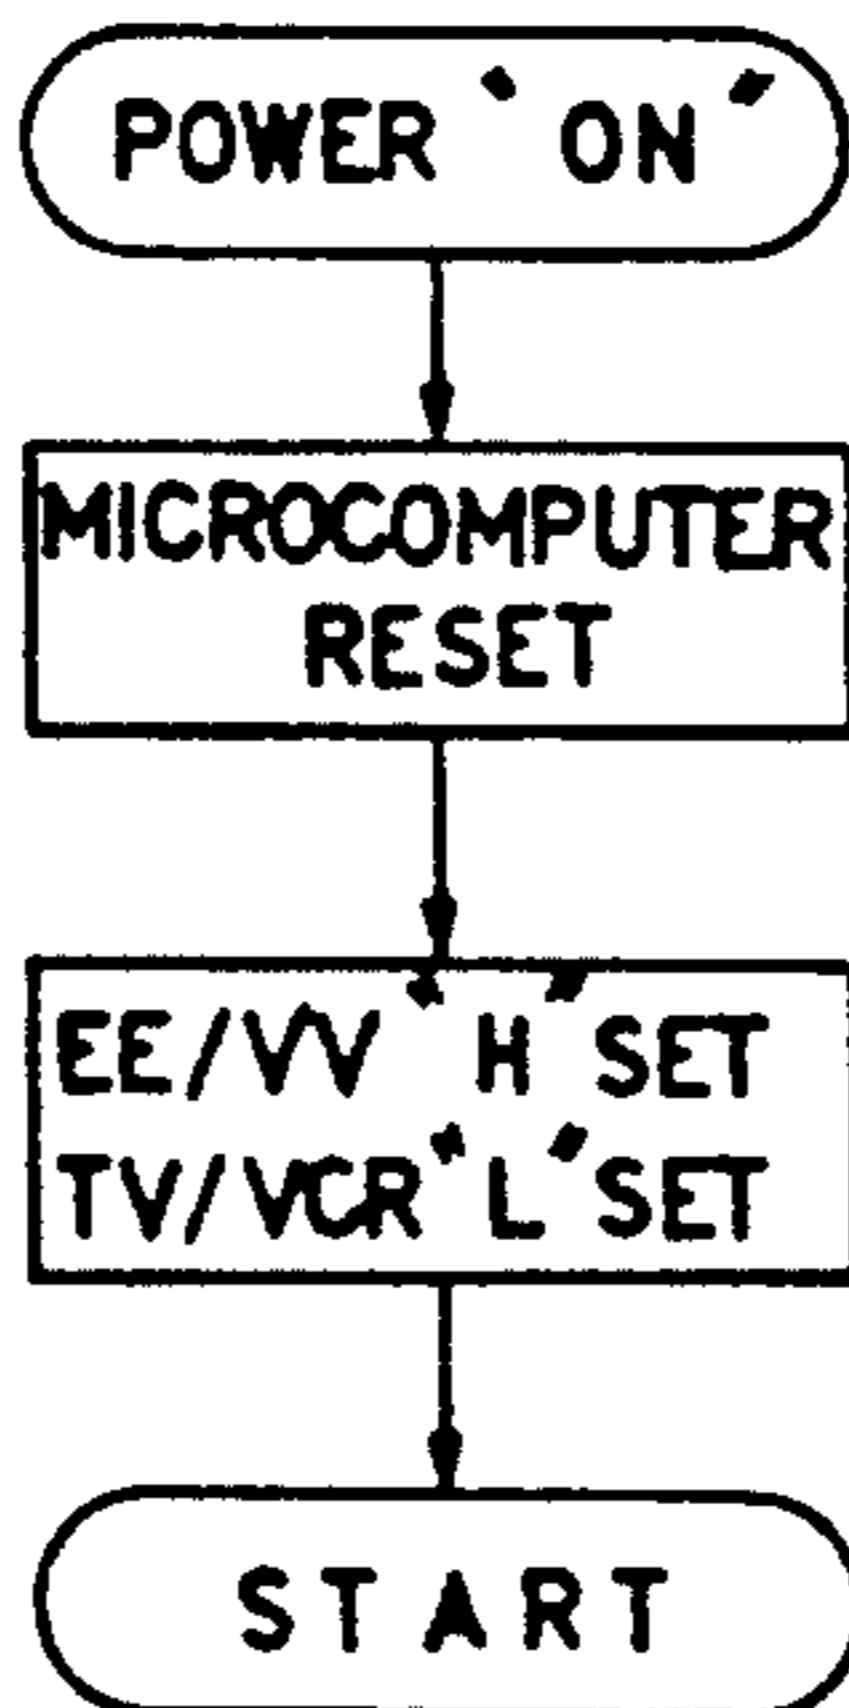 POWER "ON"
MICROCOMPUTER
RESET
EE/VV "H" SET
TV/VCR "L" SET
START